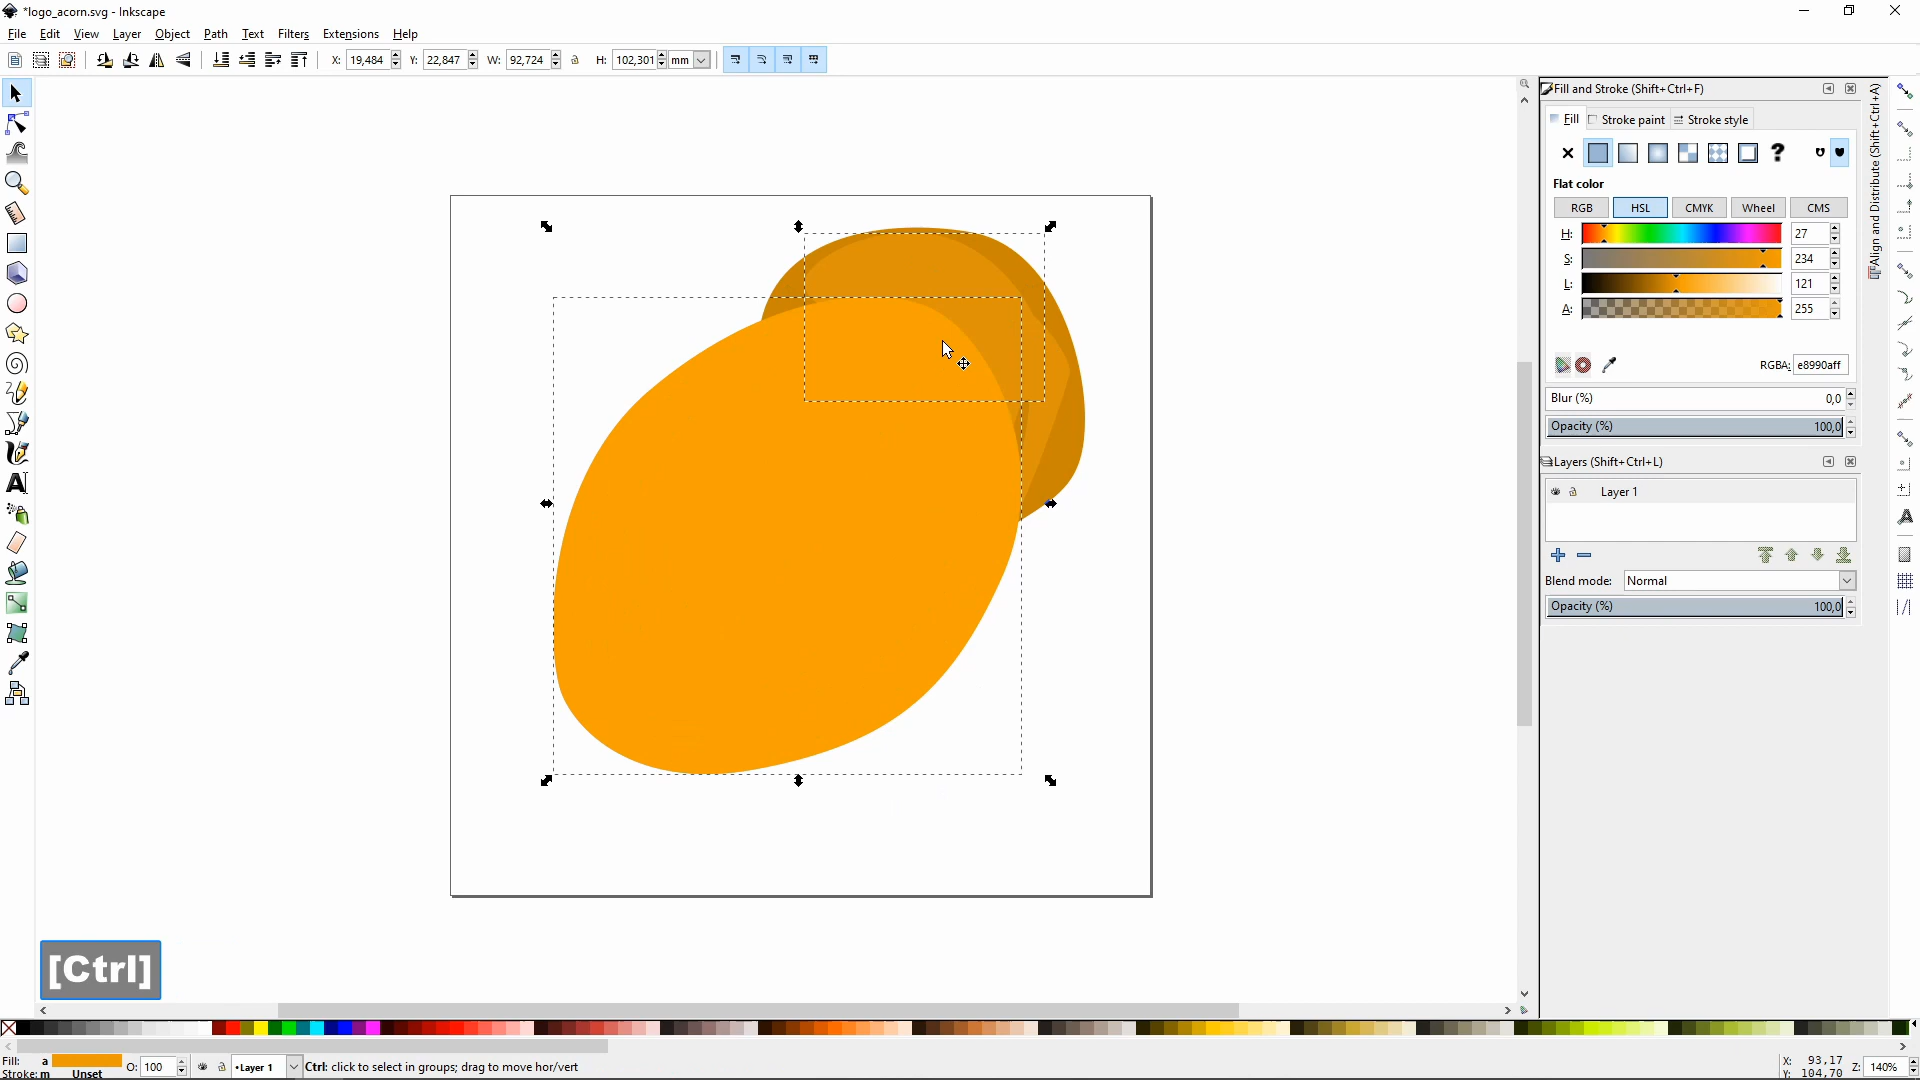 *logo_acorn.svg - Inkscape
File Edit View Layer Object Path Text Filters Extensions Help
X: 19,484 Y: 22,847 W: 92,724 H: 102,301 mm
Fill and Stroke (Shift+Ctrl+F)
Fill Stroke paint Stroke style
Flat color
RGB HSL CMYK Wheel CMS
H: 27
S: 234
L: 121
A: 255
RGBA: e8990aff
Blur (%) 0,0
Opacity (%) 100,0
Layers (Shift+Ctrl+L)
Layer 1
Blend mode: Normal
Opacity (%) 100,0
Align and Distribute (Shift+Ctrl+A)
[Ctrl]
Fill: a O: 100 •Layer 1 Ctrl: click to select in groups; drag to move hor/vert
Stroke: m Unset
X: 93,17 Z: 140%
Y: 104,70